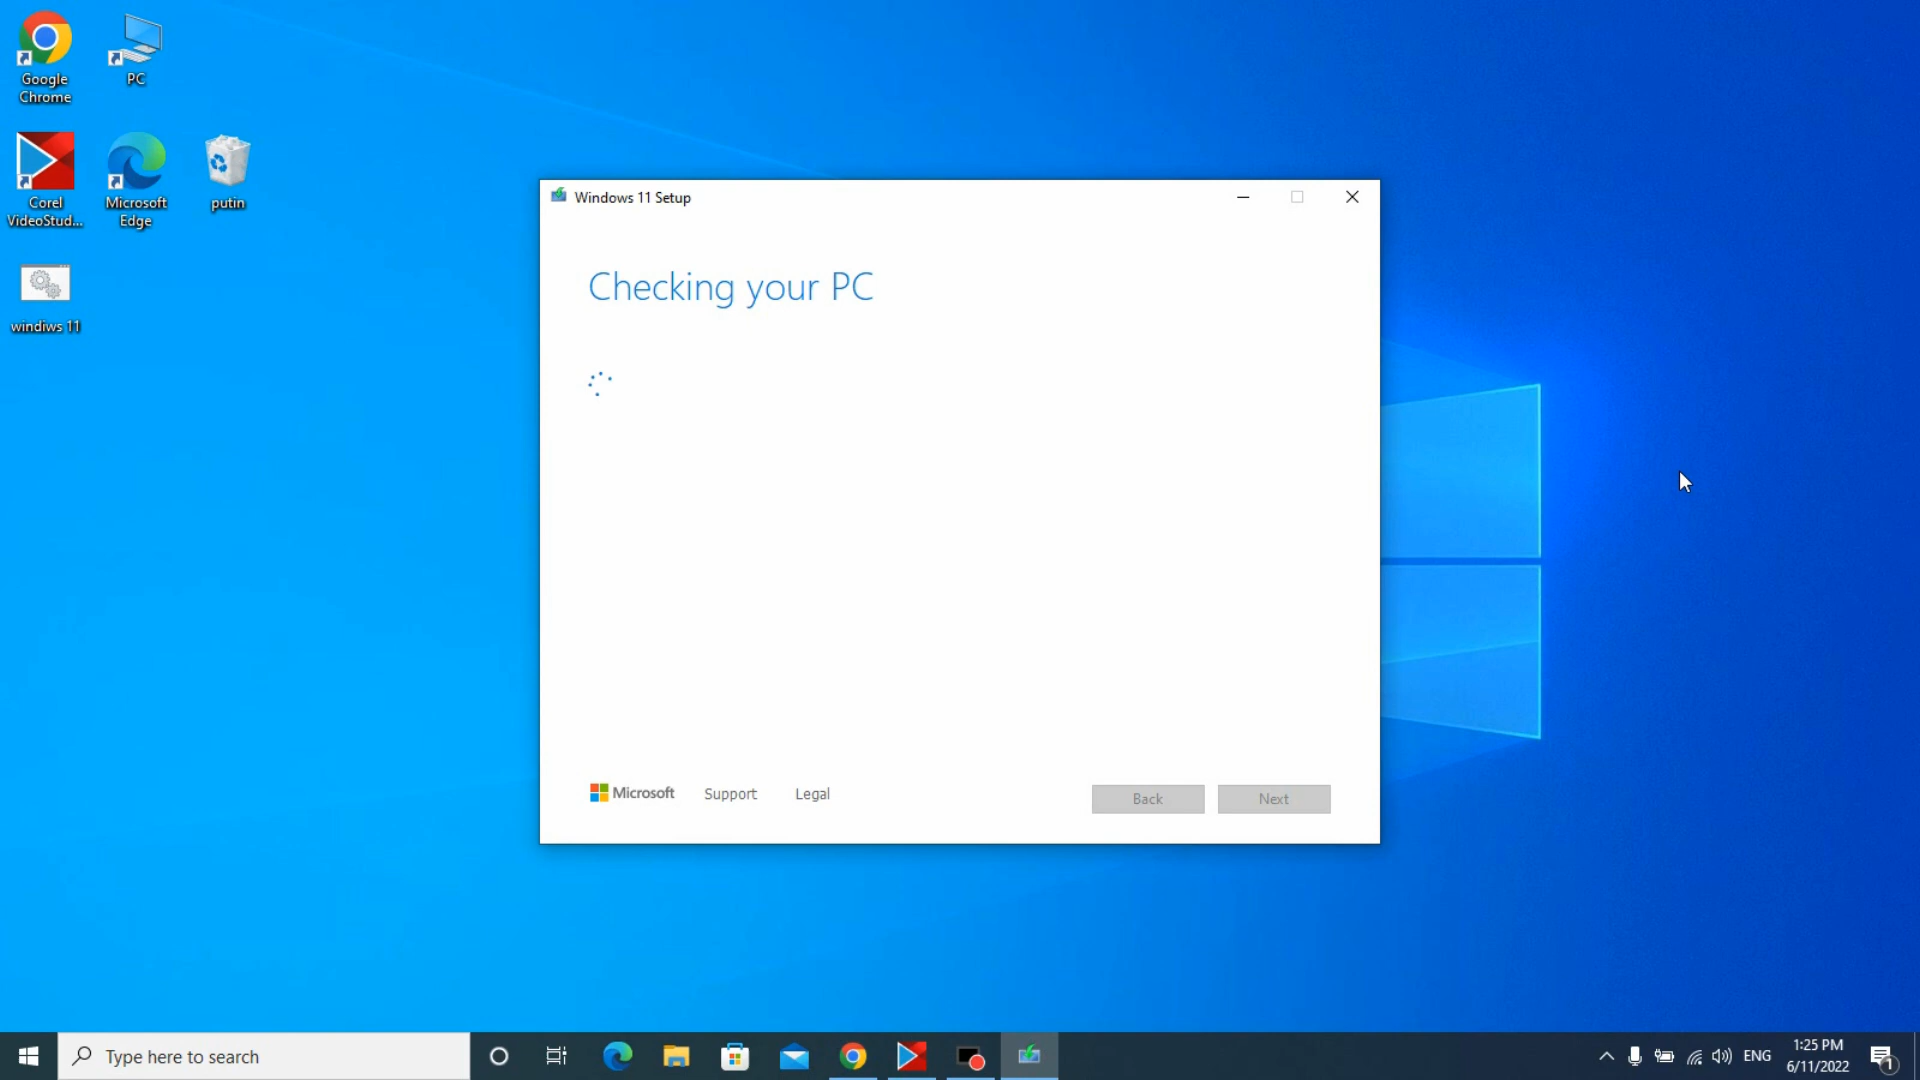 Google
Chrome
PC
Corel
VideoStud...
Microsoft
Edge
putin
windiws 11
Windows 11 Setup
Checking your PC
Microsoft
Support
Legal
Back
Next
Type here to search
ENG
1:25 PM
6/11/2022
1